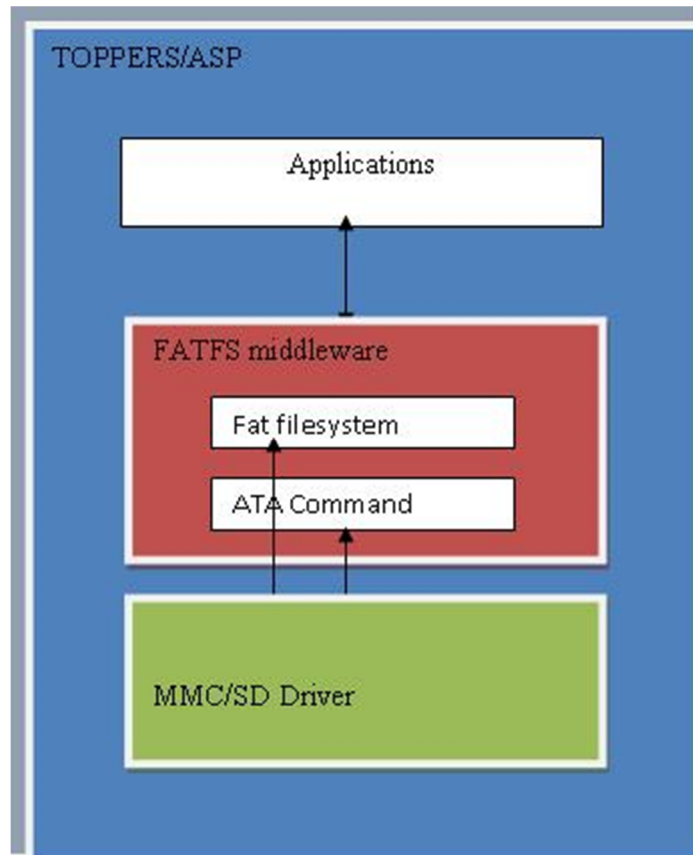 TOPPERS/ASP
Applications
FATFS middleware
Fat filesystem
ATA Command
MMC/SD Driver